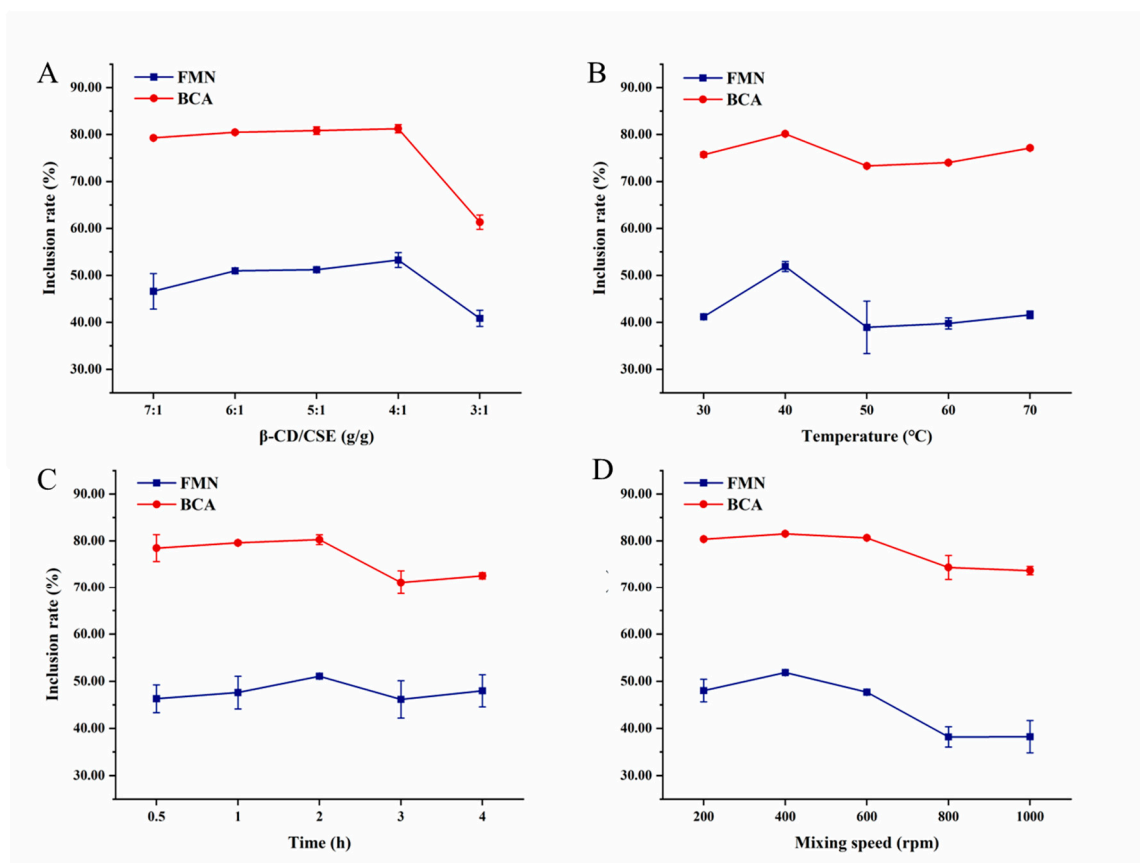 A
FMN
BCA
Inclusion rate (%)
90.00
80.00
70.00
60.00
50.00
40.00
30.00
7:1 6:1 5:1 4:1 3:1
β-CD/CSE (g/g)
B
FMN
BCA
Inclusion rate (%)
90.00
80.00
70.00
60.00
50.00
40.00
30.00
30 40 50 60 70
Temperature (℃)
C
FMN
BCA
Inclusion rate (%)
90.00
80.00
70.00
60.00
50.00
40.00
30.00
0.5 1 2 3 4
Time (h)
D
FMN
BCA
90.00
80.00
70.00
60.00
50.00
40.00
30.00
200 400 600 800 1000
Mixing speed (rpm)